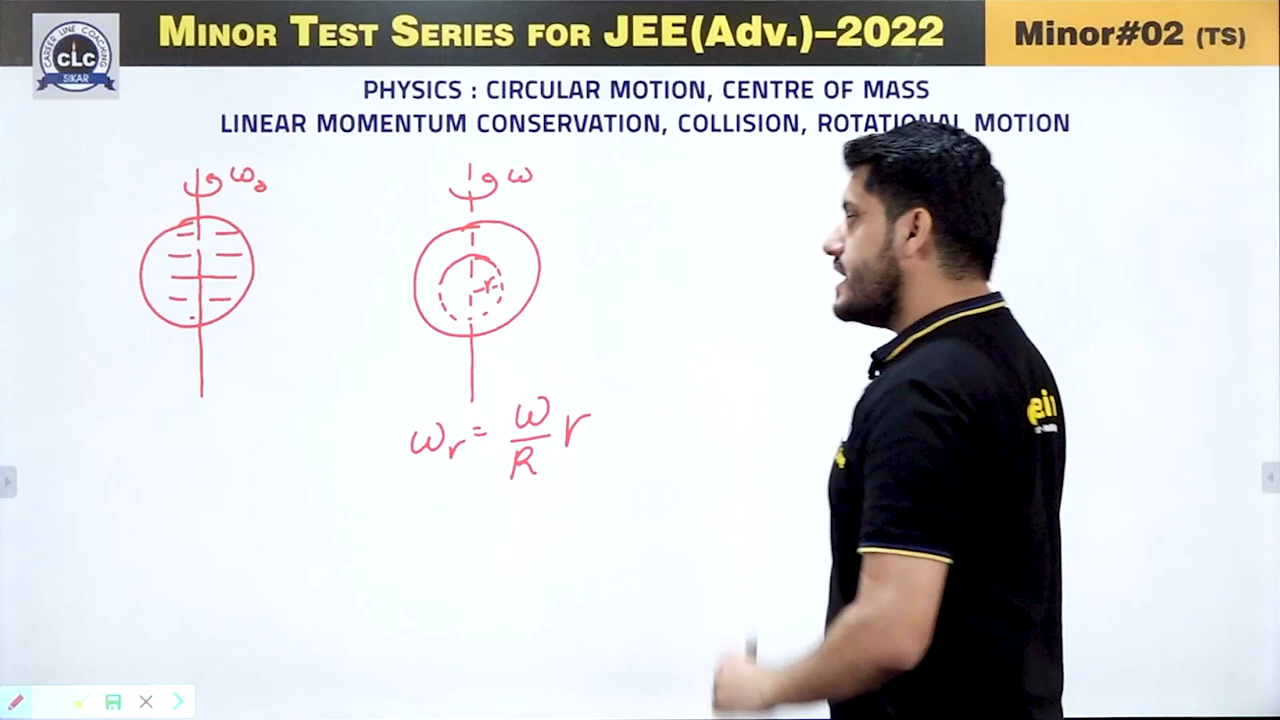 MINOR TEST SERIES FOR JEE(Adv.)–2022
Minor#02 (TS)
CAREER LINE COACHING
CLC
SIKAR
PHYSICS : CIRCULAR MOTION, CENTRE OF MASS
LINEAR MOMENTUM CONSERVATION, COLLISION, ROTATIONAL MOTION
ω₀
ω
r
ωr = ω/R r